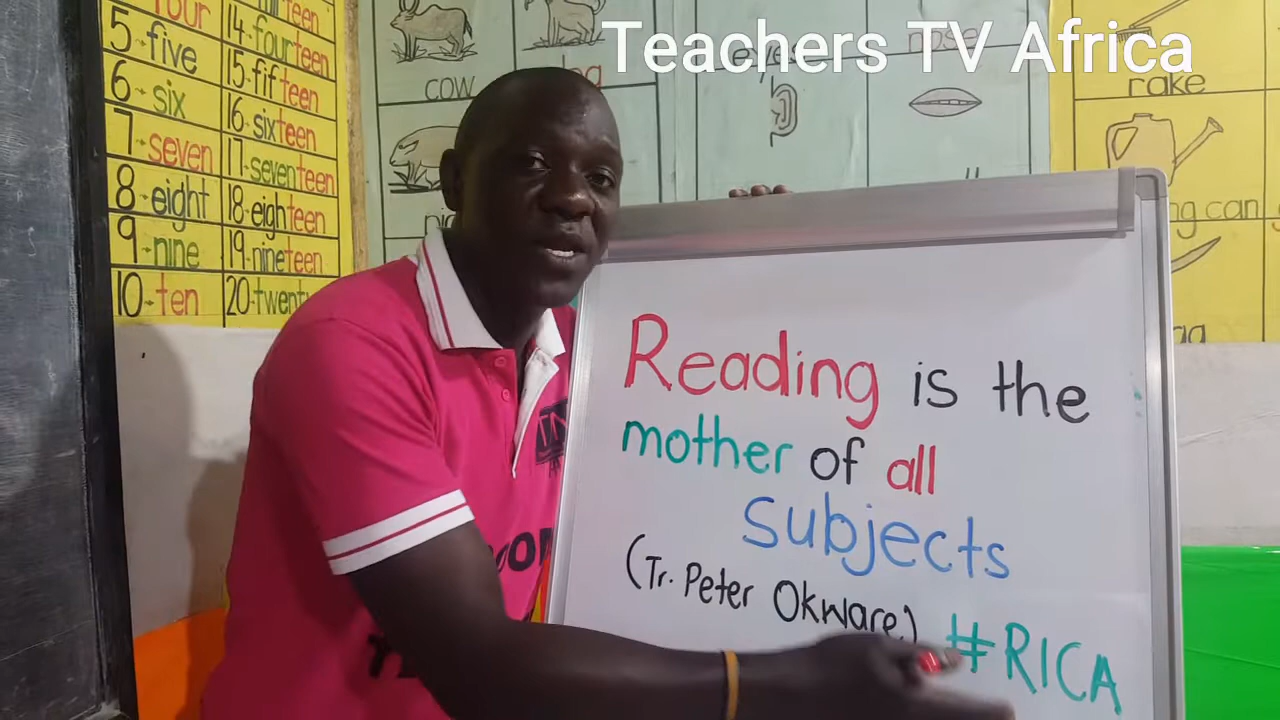 Teachers TV Africa
four
5-five
6-six
7-seven
8-eight
9-nine
10-ten
14-fourteen
15-fifteen
16-sixteen
17-seventeen
18-eighteen
19-nineteen
20-twenty
cow
eyes
nose
rake
Reading is the
mother of all
Subjects
(Tr. Peter Okware)
#RICA